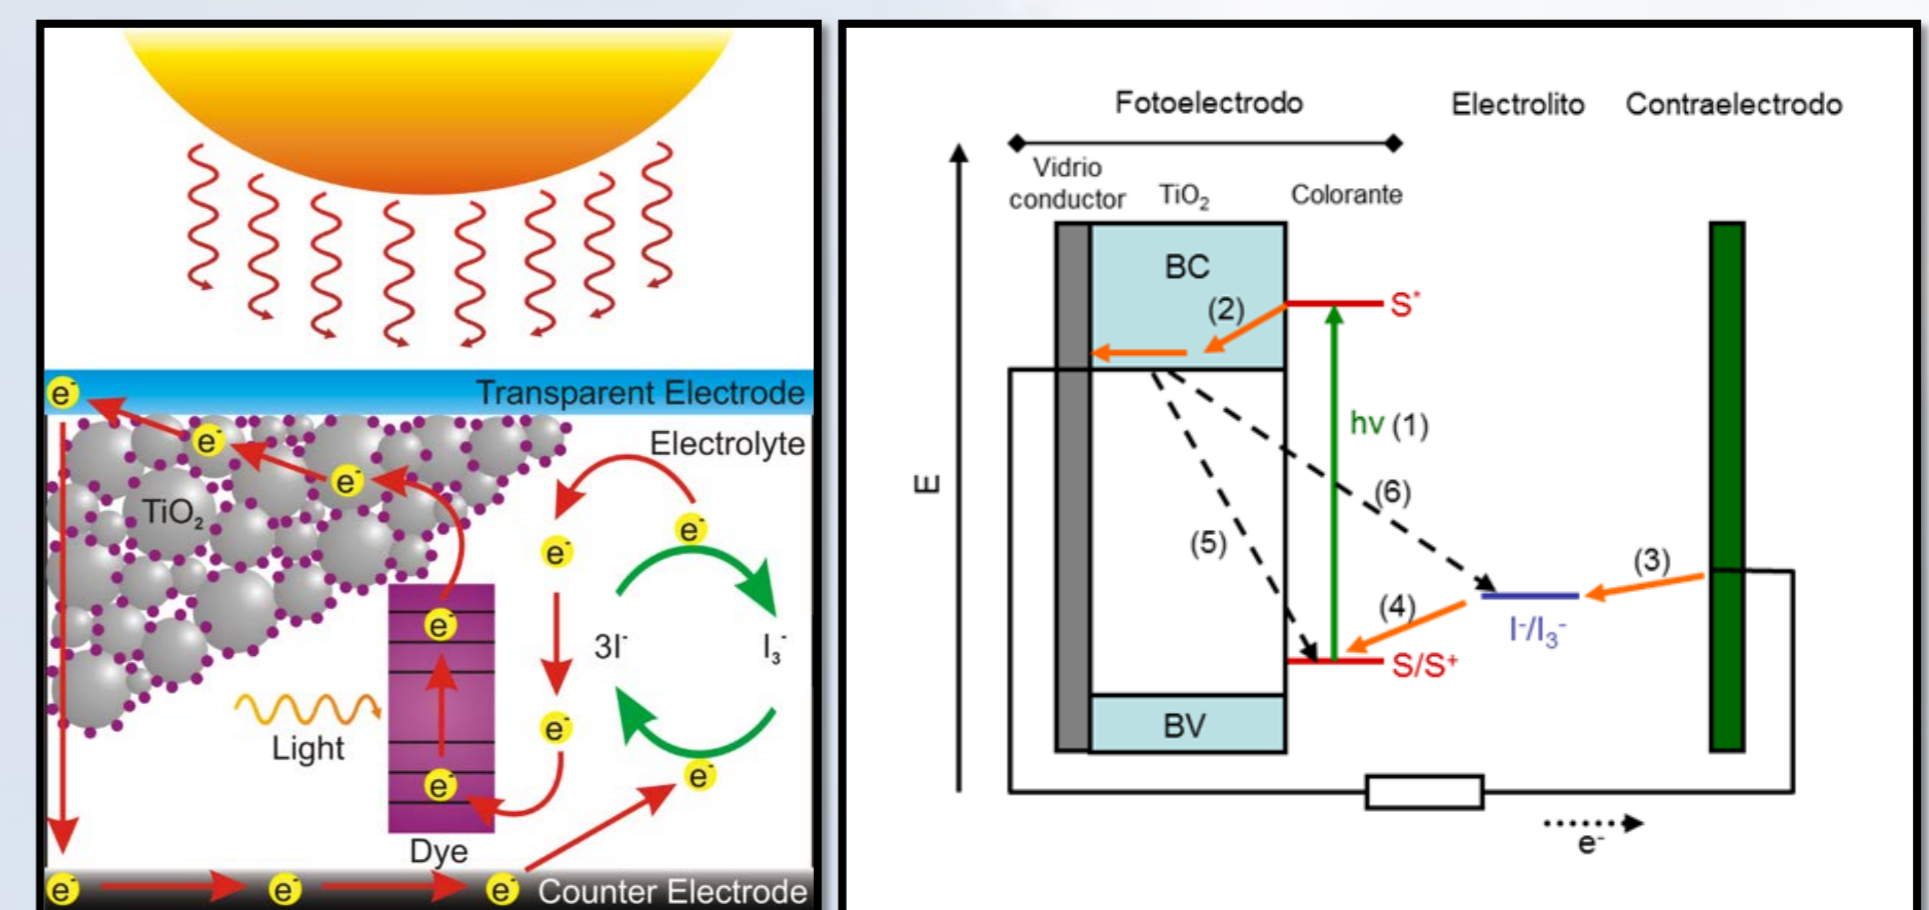 e⁻
Transparent Electrode
e⁻
Electrolyte
e⁻
TiO₂
e⁻
e⁻
e⁻
3I⁻
I₃⁻
e⁻
Light
e⁻
e⁻
Dye
e⁻
e⁻
e⁻
Counter Electrode
Fotoelectrodo
Electrolito
Contraelectrodo
Vidrio
conductor
TiO₂
Colorante
BC
S*
(2)
hν (1)
E
(6)
(5)
(3)
(4)
I⁻/I₃⁻
S/S⁺
BV
e⁻